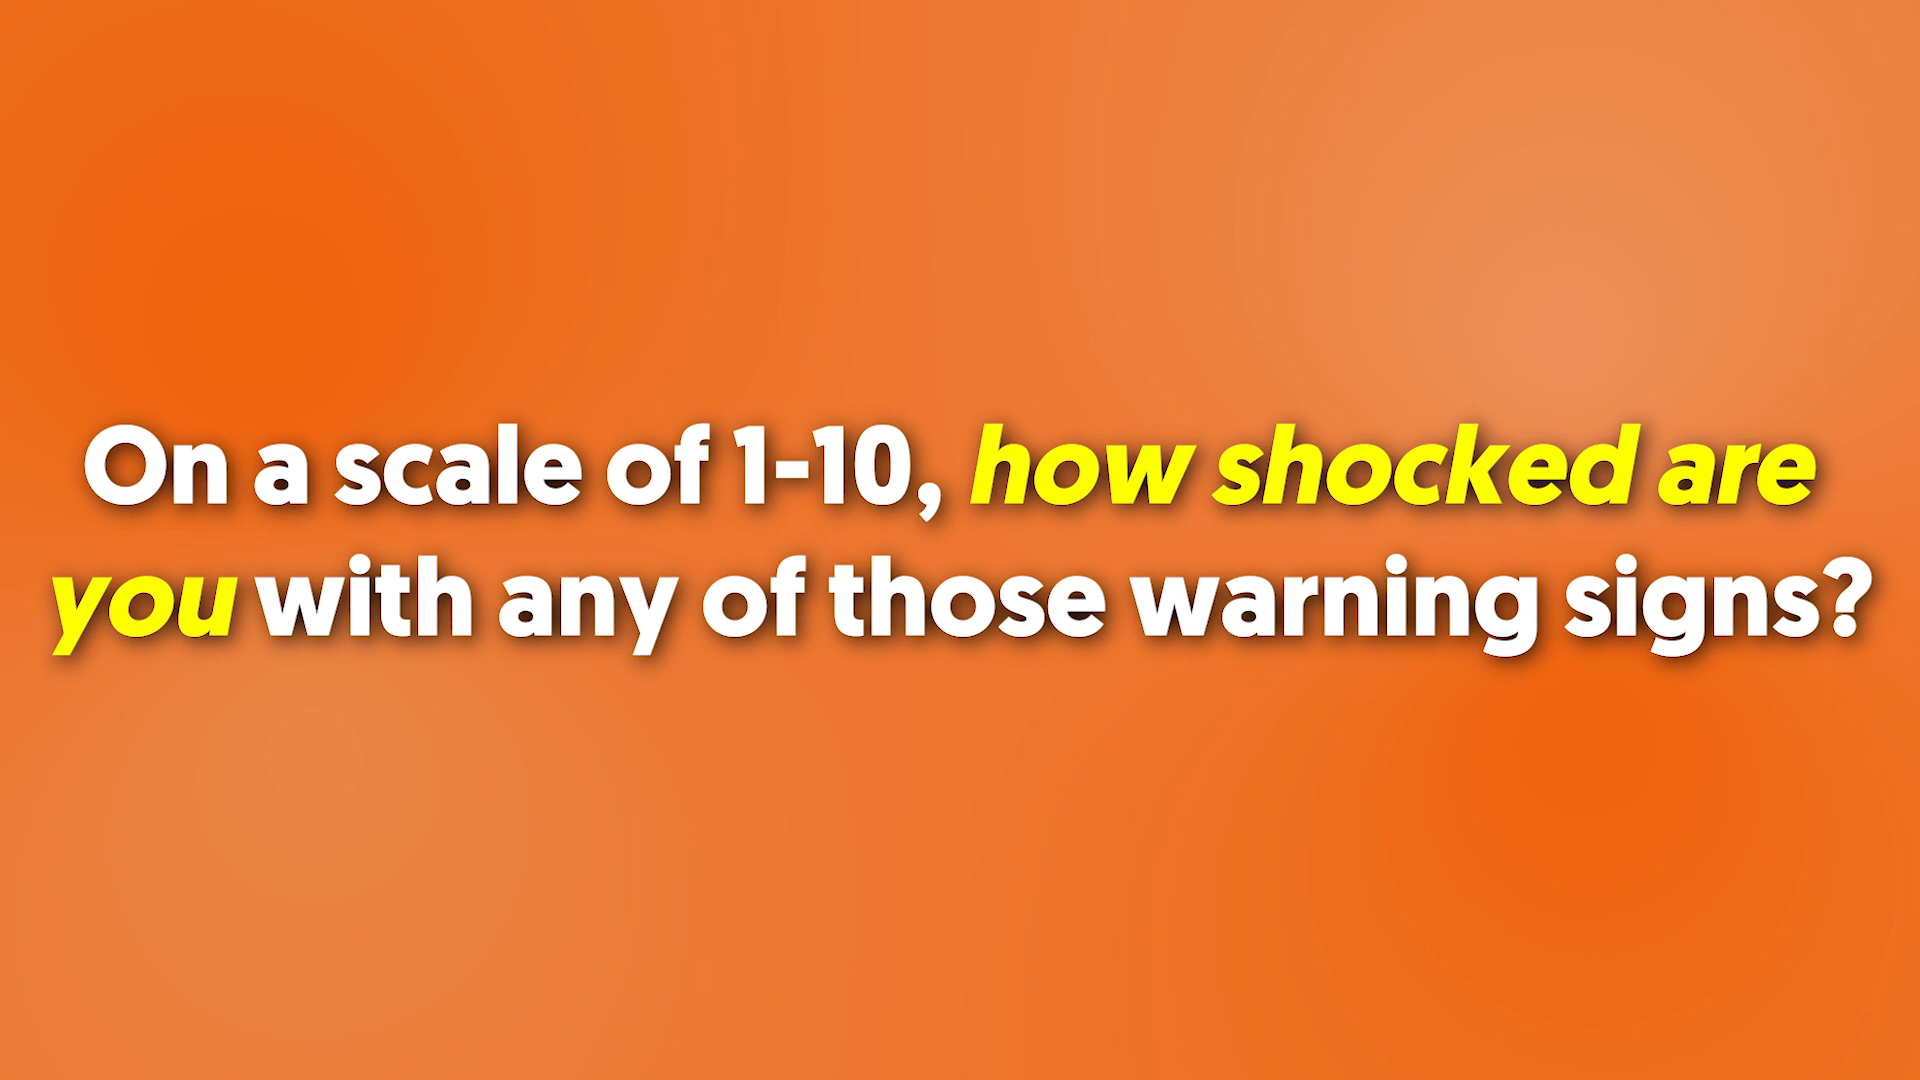 On a scale of 1-10, how shocked are
you with any of those warning signs?